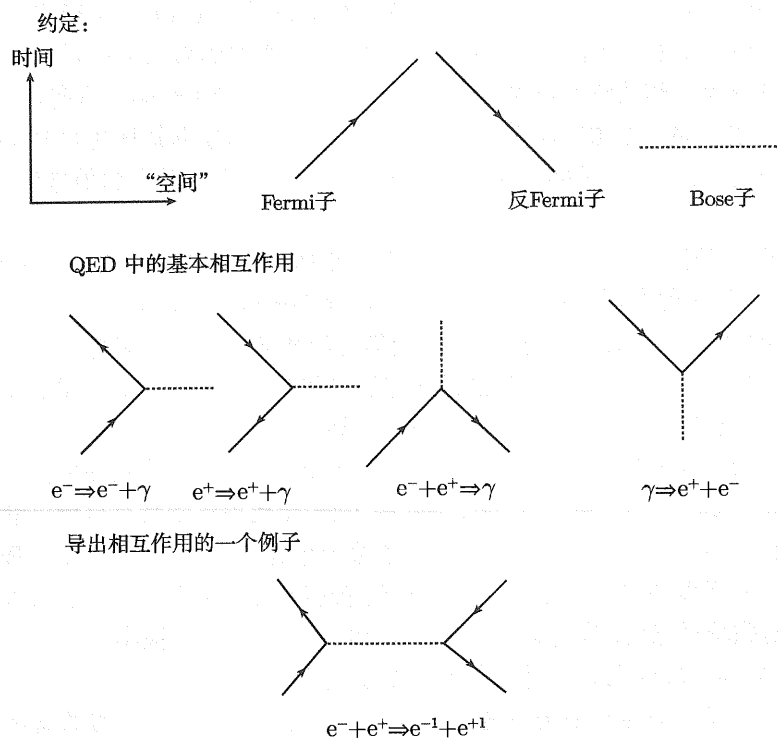 约定：
时间
“空间”
Fermi子 反Fermi子 Bose子
QED 中的基本相互作用
e⁻⇒e⁻+γ e⁺⇒e⁺+γ e⁻+e⁺⇒γ γ⇒e⁺+e⁻
导出相互作用的一个例子
e⁻+e⁺⇒e⁻¹+e⁺¹